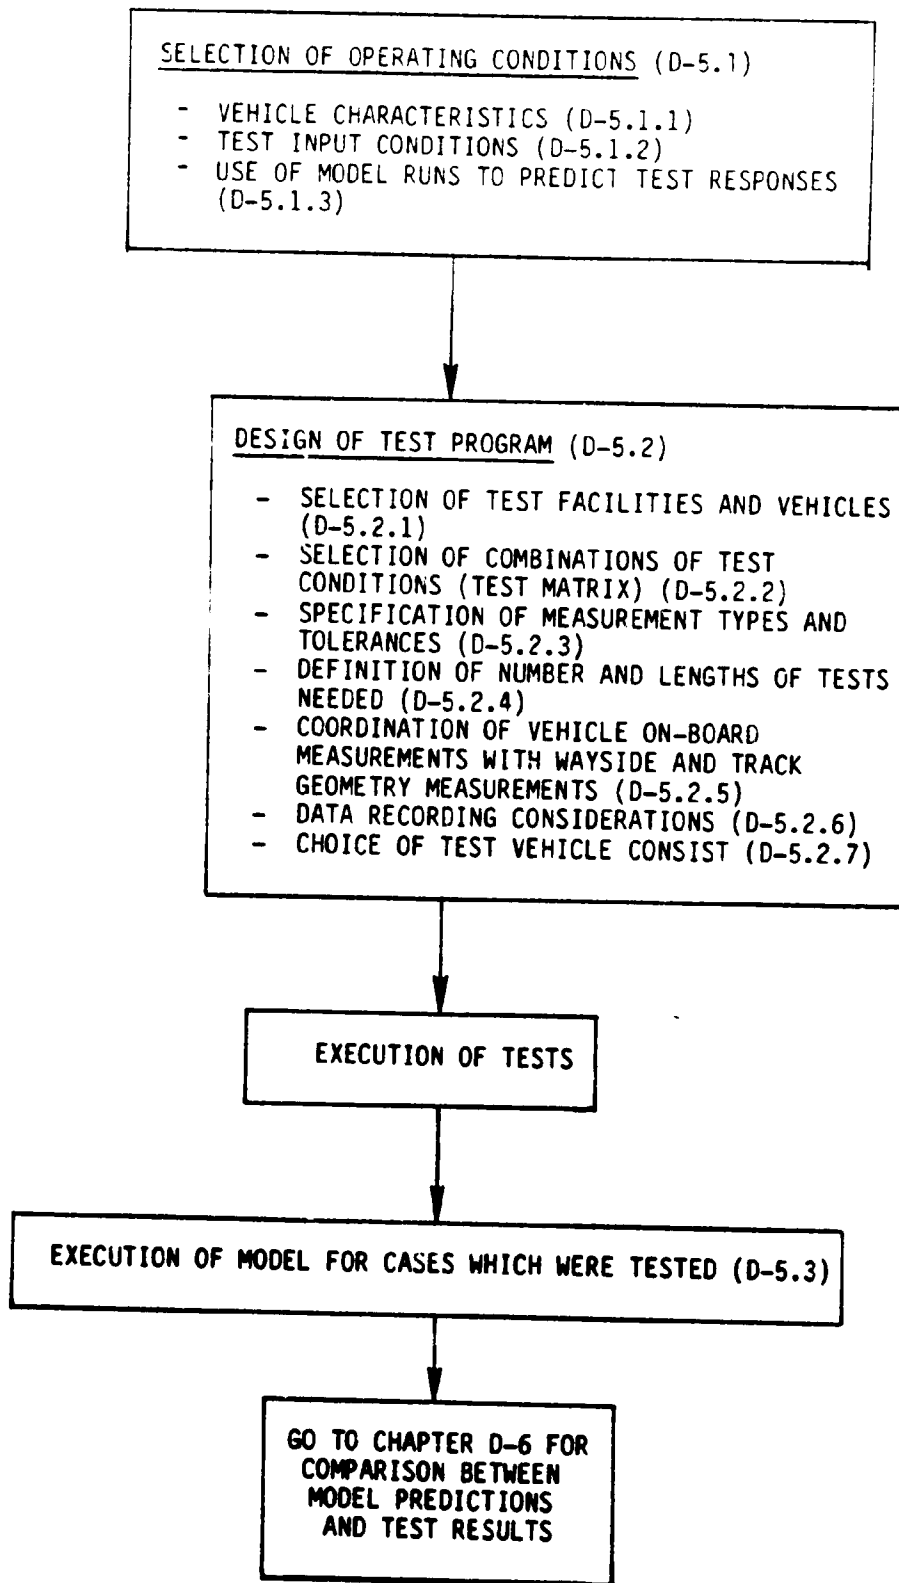 SELECTION OF OPERATING CONDITIONS (D-5.1)
- VEHICLE CHARACTERISTICS (D-5.1.1)
- TEST INPUT CONDITIONS (D-5.1.2)
- USE OF MODEL RUNS TO PREDICT TEST RESPONSES
(D-5.1.3)
DESIGN OF TEST PROGRAM (D-5.2)
- SELECTION OF TEST FACILITIES AND VEHICLES
(D-5.2.1)
- SELECTION OF COMBINATIONS OF TEST
CONDITIONS (TEST MATRIX) (D-5.2.2)
- SPECIFICATION OF MEASUREMENT TYPES AND
TOLERANCES (D-5.2.3)
- DEFINITION OF NUMBER AND LENGTHS OF TESTS
NEEDED (D-5.2.4)
- COORDINATION OF VEHICLE ON-BOARD
MEASUREMENTS WITH WAYSIDE AND TRACK
GEOMETRY MEASUREMENTS (D-5.2.5)
- DATA RECORDING CONSIDERATIONS (D-5.2.6)
- CHOICE OF TEST VEHICLE CONSIST (D-5.2.7)
EXECUTION OF TESTS
EXECUTION OF MODEL FOR CASES WHICH WERE TESTED (D-5.3)
GO TO CHAPTER D-6 FOR
COMPARISON BETWEEN
MODEL PREDICTIONS
AND TEST RESULTS